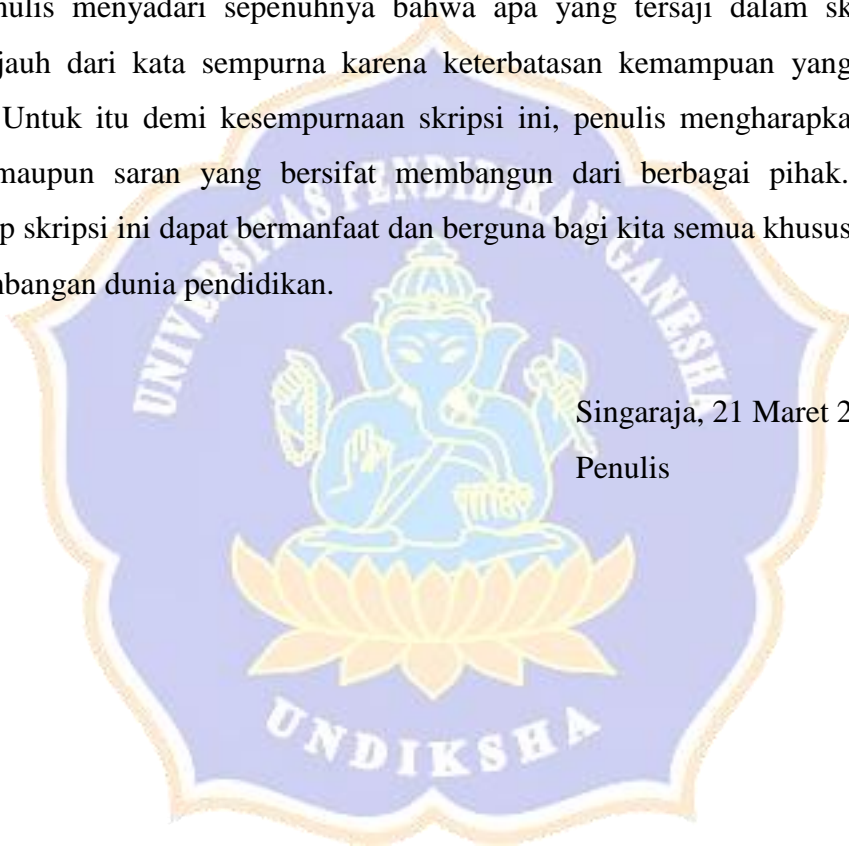 nulis menyadari sepenuhnya bahwa apa yang tersaji dalam sk
jauh dari kata sempurna karena keterbatasan kemampuan yang
Untuk itu demi kesempurnaan skripsi ini, penulis mengharapka
maupun saran yang bersifat membangun dari berbagai pihak.
p skripsi ini dapat bermanfaat dan berguna bagi kita semua khusus
mbangan dunia pendidikan.
UNIVERSITAS PENDIDIKAN GANESHA
Singaraja, 21 Maret 2
Penulis
UNDIKSHA